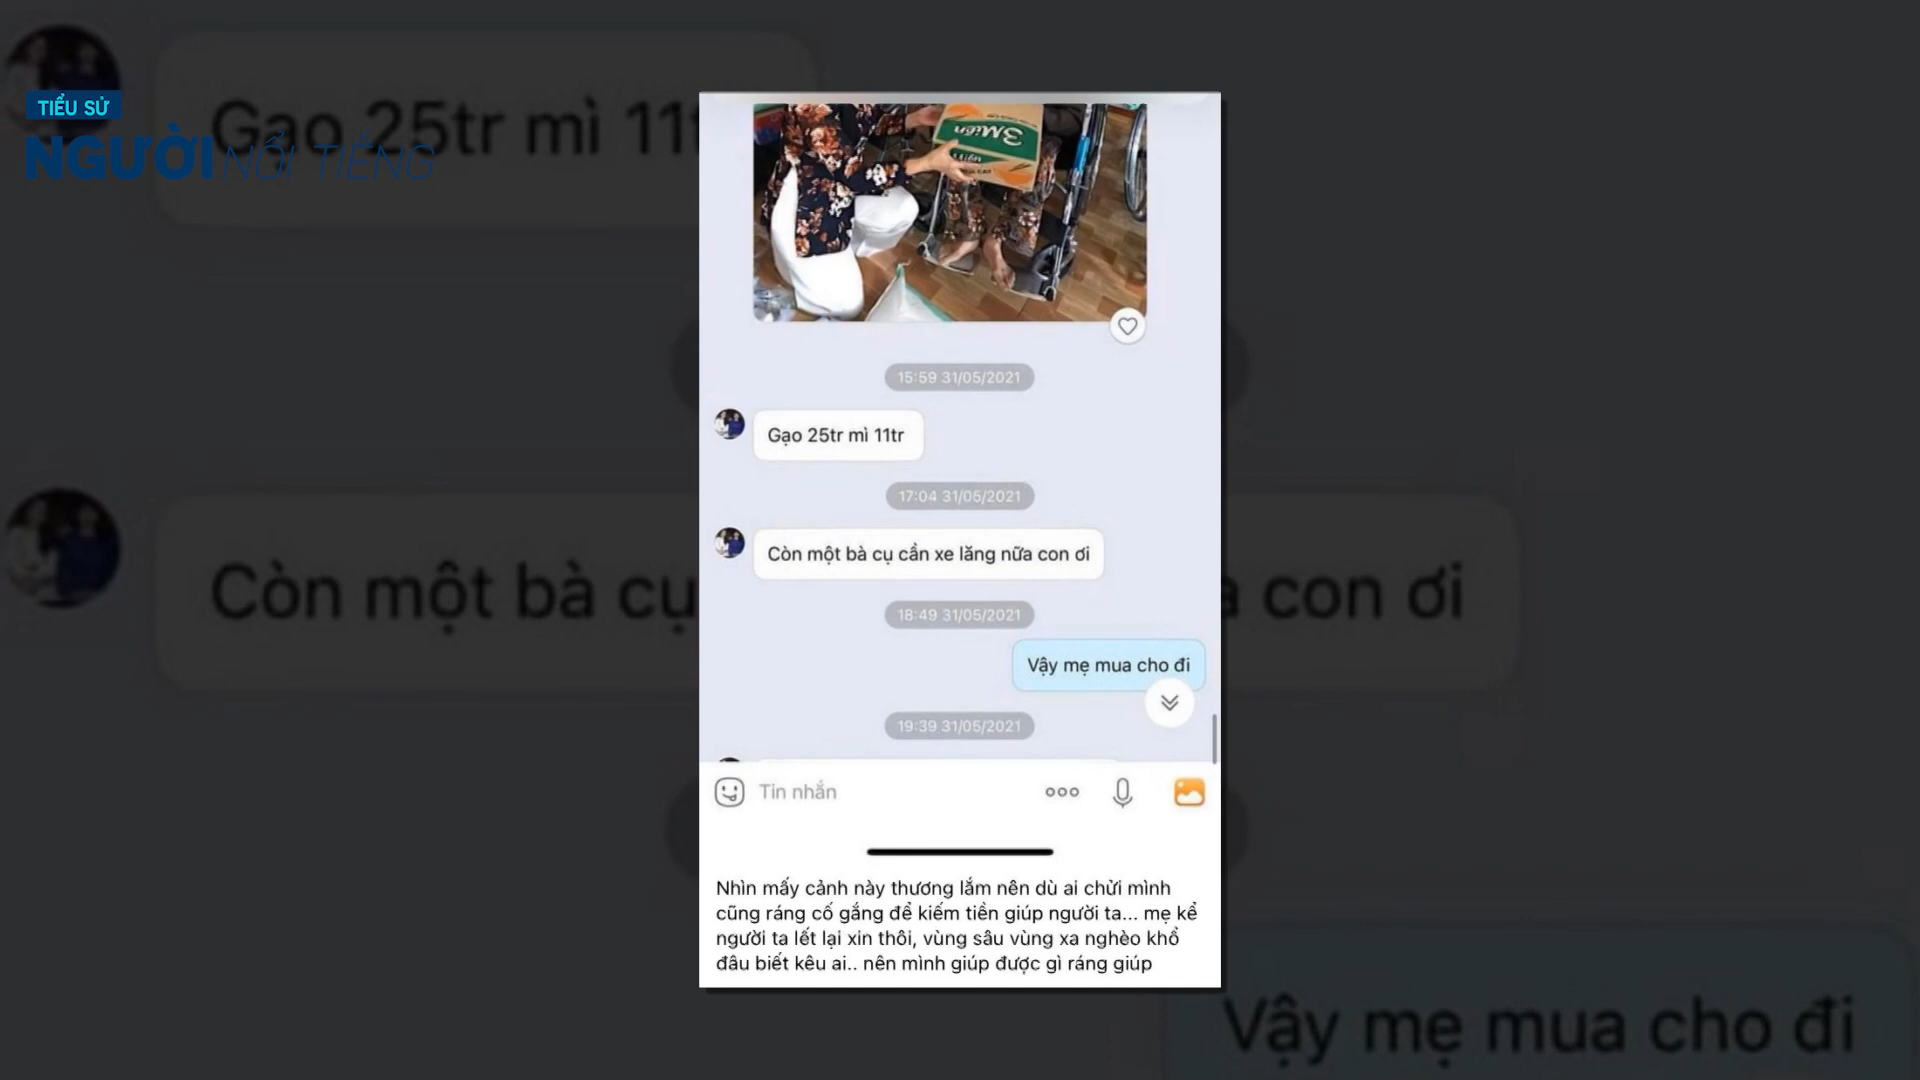 TIỂU SỬ
NGƯỜI NỔI TIẾNG
Gạo 25tr mì 11t
Còn một bà cụ
a con ơi
Vậy mẹ mua cho đi
3 Miền
15:59 31/05/2021
Gạo 25tr mì 11tr
17:04 31/05/2021
Còn một bà cụ cần xe lăng nữa con ơi
18:49 31/05/2021
Vậy mẹ mua cho đi
19:39 31/05/2021
Tin nhắn
Nhìn mấy cảnh này thương lắm nên dù ai chửi mình
cũng ráng cố gắng để kiếm tiền giúp người ta... mẹ kể
người ta lết lại xin thôi, vùng sâu vùng xa nghèo khổ
đâu biết kêu ai.. nên mình giúp được gì ráng giúp